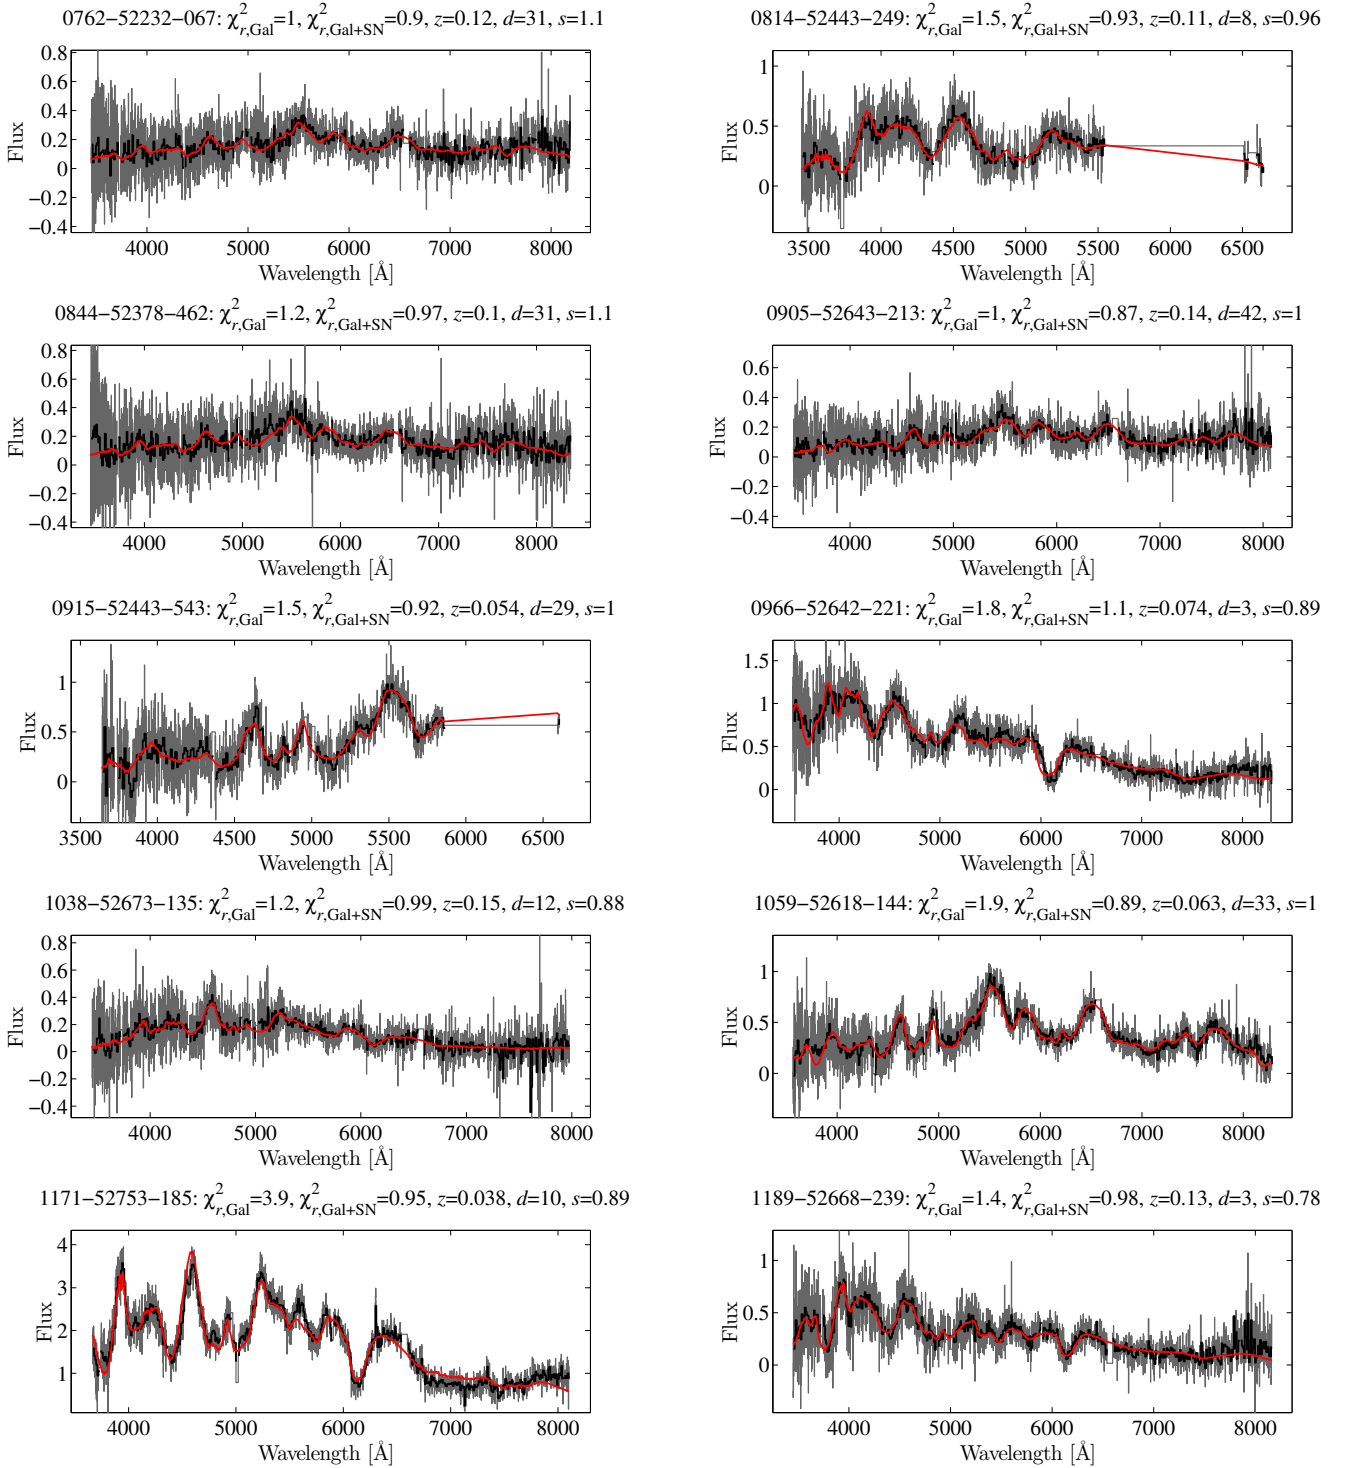 0762−52232−067: χ²r,Gal=1, χ²r,Gal+SN=0.9, z=0.12, d=31, s=1.1
0.8
0.6
0.4
0.2
0
−0.2
−0.4
Flux
4000 5000 6000 7000 8000
Wavelength [Å]
0814−52443−249: χ²r,Gal=1.5, χ²r,Gal+SN=0.93, z=0.11, d=8, s=0.96
1
0.5
0
Flux
3500 4000 4500 5000 5500 6000 6500
Wavelength [Å]
0844−52378−462: χ²r,Gal=1.2, χ²r,Gal+SN=0.97, z=0.1, d=31, s=1.1
0.8
0.6
0.4
0.2
0
−0.2
−0.4
Flux
4000 5000 6000 7000 8000
Wavelength [Å]
0905−52643−213: χ²r,Gal=1, χ²r,Gal+SN=0.87, z=0.14, d=42, s=1
0.6
0.4
0.2
0
−0.2
−0.4
Flux
4000 5000 6000 7000 8000
Wavelength [Å]
0915−52443−543: χ²r,Gal=1.5, χ²r,Gal+SN=0.92, z=0.054, d=29, s=1
1
0.5
0
Flux
3500 4000 4500 5000 5500 6000 6500
Wavelength [Å]
0966−52642−221: χ²r,Gal=1.8, χ²r,Gal+SN=1.1, z=0.074, d=3, s=0.89
1.5
1
0.5
0
Flux
4000 5000 6000 7000 8000
Wavelength [Å]
1038−52673−135: χ²r,Gal=1.2, χ²r,Gal+SN=0.99, z=0.15, d=12, s=0.88
0.8
0.6
0.4
0.2
0
−0.2
−0.4
Flux
4000 5000 6000 7000 8000
Wavelength [Å]
1059−52618−144: χ²r,Gal=1.9, χ²r,Gal+SN=0.89, z=0.063, d=33, s=1
1
0.5
0
Flux
4000 5000 6000 7000 8000
Wavelength [Å]
1171−52753−185: χ²r,Gal=3.9, χ²r,Gal+SN=0.95, z=0.038, d=10, s=0.89
4
3
2
1
Flux
4000 5000 6000 7000 8000
Wavelength [Å]
1189−52668−239: χ²r,Gal=1.4, χ²r,Gal+SN=0.98, z=0.13, d=3, s=0.78
1
0.5
0
Flux
4000 5000 6000 7000 8000
Wavelength [Å]